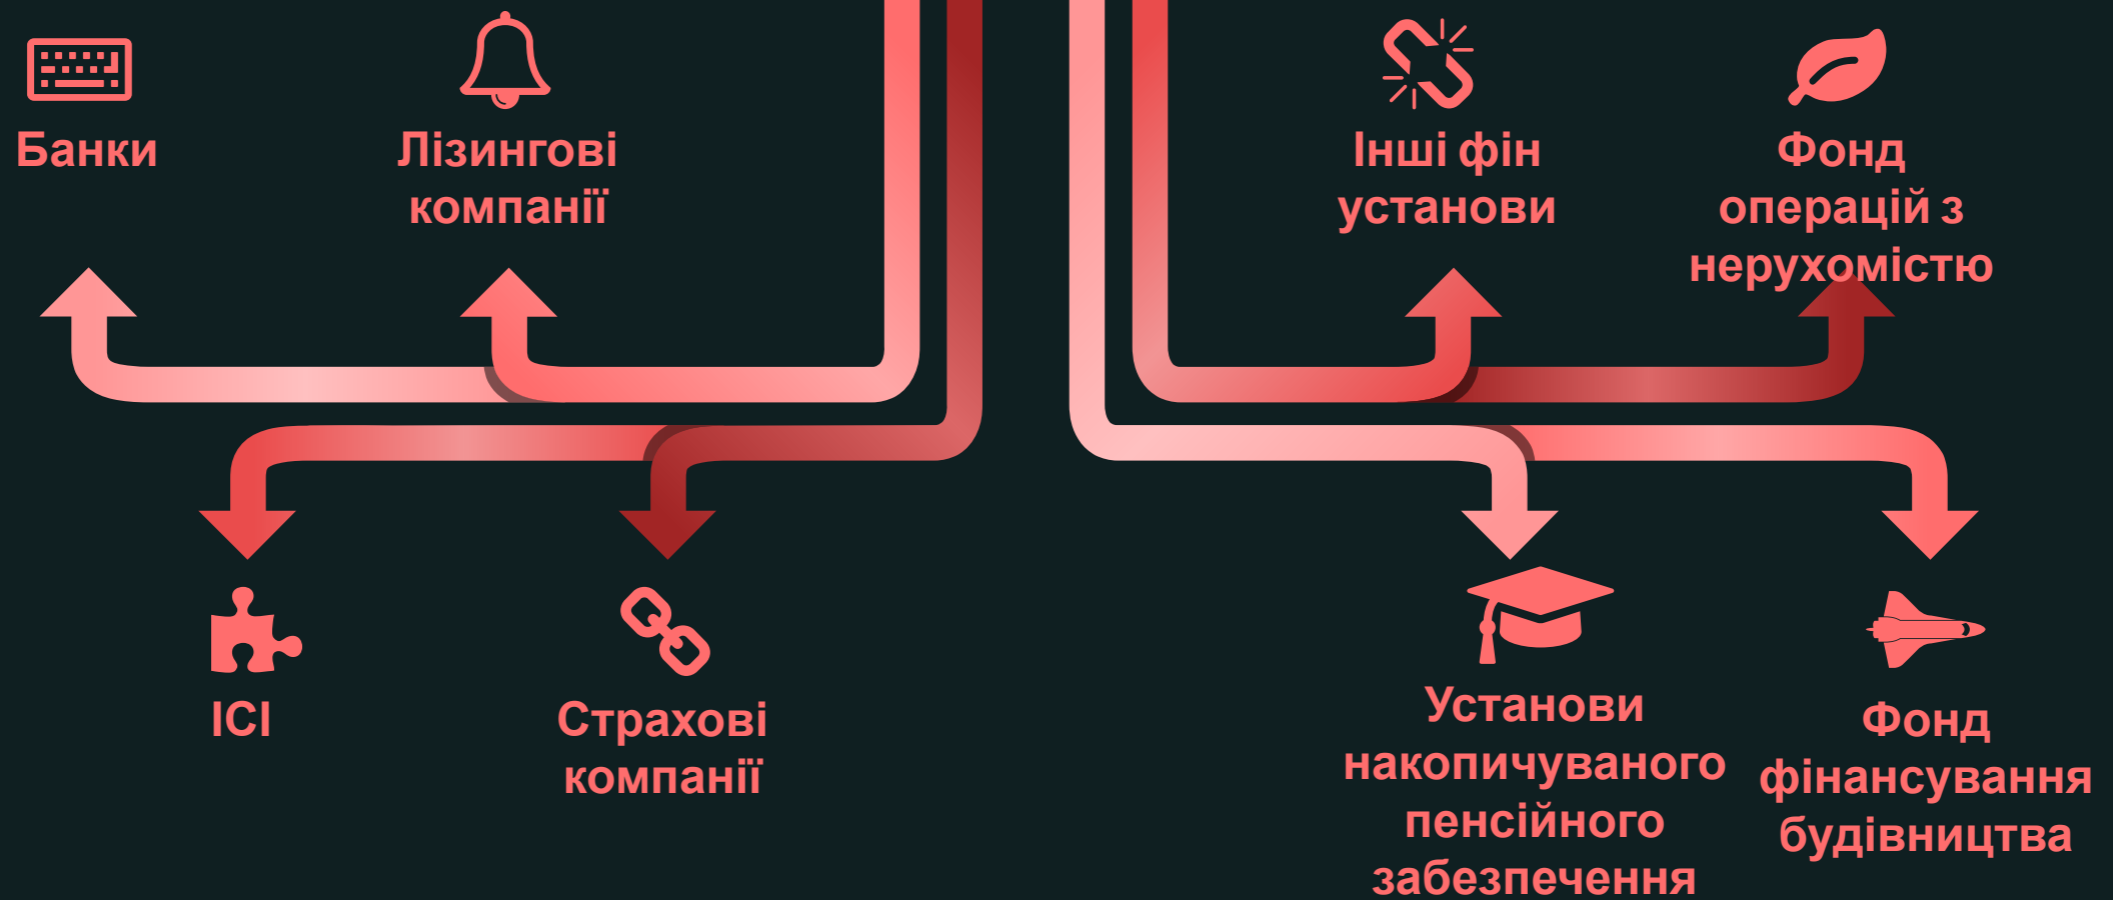 Банки
Лізингові
компанії
Інші фін
установи
Фонд
операцій з
нерухомістю
ІСІ
Страхові
компанії
Установи
накопичуваного
пенсійного
забезпечення
Фонд
фінансування
будівництва